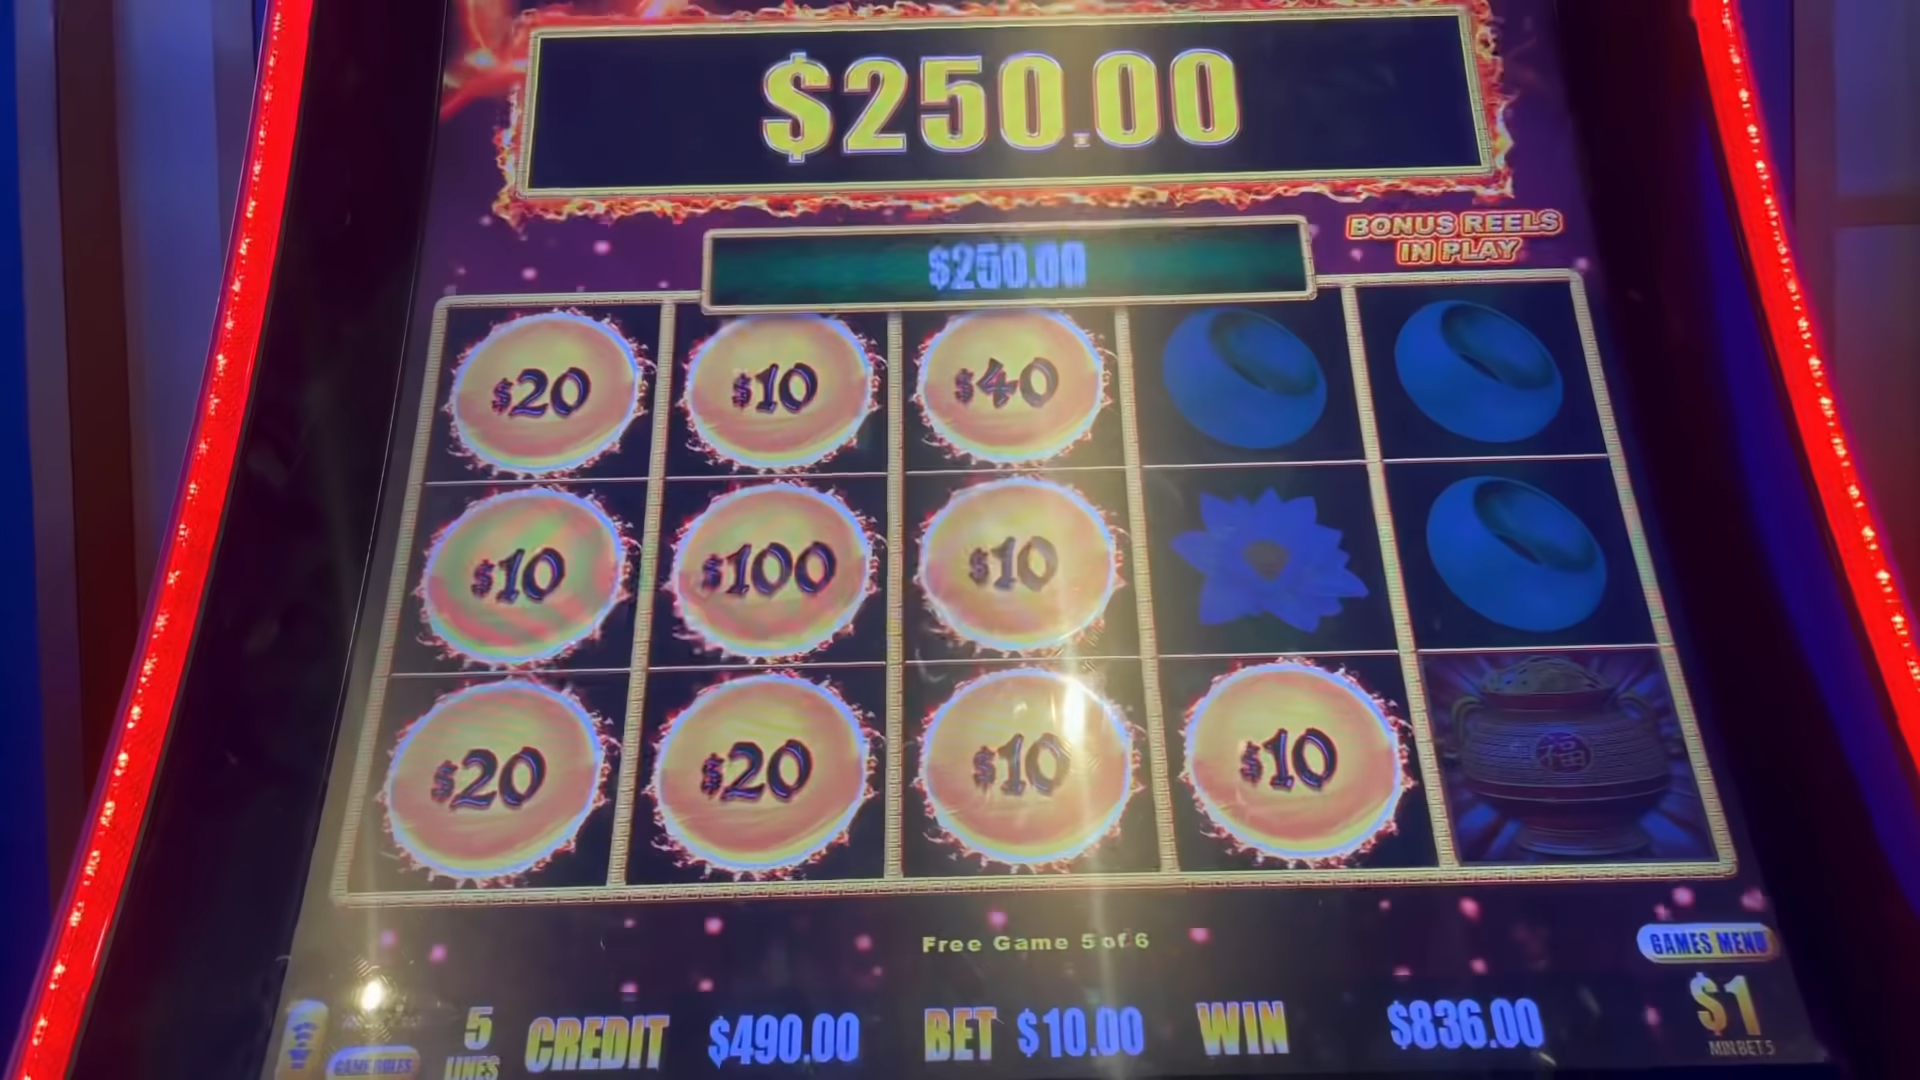 $250.00
BONUS REELS
IN PLAY
$250.00
$20 $10 $40
$10 $100 $10
$20 $20 $10 $10
福
Free Game 5 of 6
GAMES MENU
5 LINES CREDIT $490.00 BET $10.00 WIN $836.00 $1
MIN BET 5
GAME RULES